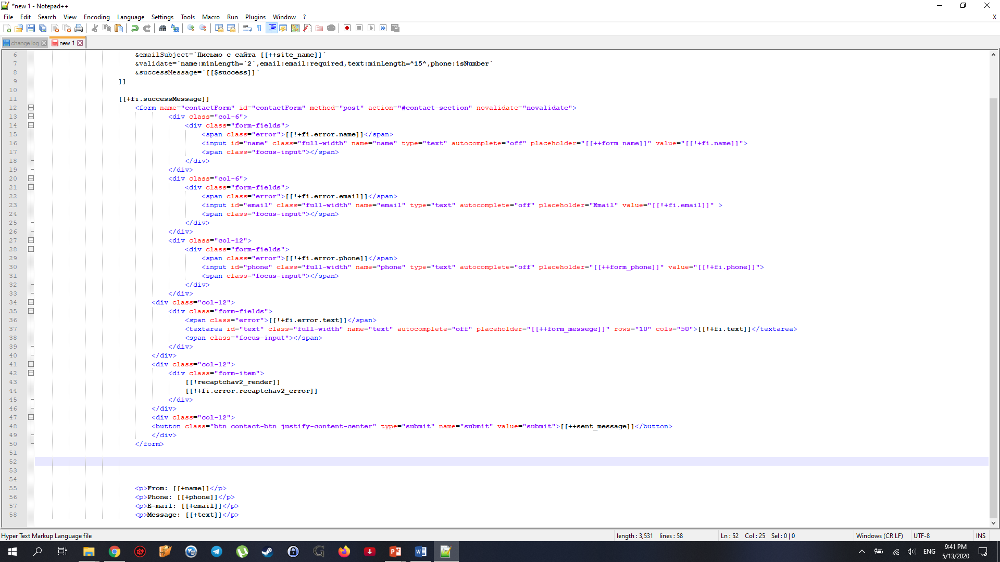 *new 1 - Notepad++
File Edit Search View Encoding Language Settings Tools Macro Run Plugins Window ? X
change.log new 1
6 &emailSubject=`Письмо с сайта [[++site_name]]`
7 &validate=`name:minLength=`2`,email:email:required,text:minLength=^15^,phone:isNumber`
8 &successMessage=`[[$success]]`
9 ]]
10
11 [[+fi.successMessage]]
12 <form name="contactForm" id="contactForm" method="post" action="#contact-section" novalidate="novalidate">
13 <div class="col-6">
14 <div class="form-fields">
15 <span class="error">[[!+fi.error.name]]</span>
16 <input id="name" class="full-width" name="name" type="text" autocomplete="off" placeholder="[[++form_name]]" value="[[!+fi.name]]">
17 <span class="focus-input"></span>
18 </div>
19 </div>
20 <div class="col-6">
21 <div class="form-fields">
22 <span class="error">[[!+fi.error.email]]</span>
23 <input id="email" class="full-width" name="email" type="text" autocomplete="off" placeholder="Email" value="[[!+fi.email]]" >
24 <span class="focus-input"></span>
25 </div>
26 </div>
27 <div class="col-12">
28 <div class="form-fields">
29 <span class="error">[[!+fi.error.phone]]</span>
30 <input id="phone" class="full-width" name="phone" type="text" autocomplete="off" placeholder="[[++form_phone]]" value="[[!+fi.phone]]">
31 <span class="focus-input"></span>
32 </div>
33 </div>
34 <div class="col-12">
35 <div class="form-fields">
36 <span class="error">[[!+fi.error.text]]</span>
37 <textarea id="text" class="full-width" name="text" autocomplete="off" placeholder="[[++form_messege]]" rows="10" cols="50">[[!+fi.text]]</textarea>
38 <span class="focus-input"></span>
39 </div>
40 </div>
41 <div class="col-12">
42 <div class="form-item">
43 [[!recaptchav2_render]]
44 [[!+fi.error.recaptchav2_error]]
45 </div>
46 </div>
47 <div class="col-12">
48 <button class="btn contact-btn justify-content-center" type="submit" name="submit" value="submit">[[++sent_message]]</button>
49 </div>
50 </form>
51
52
53
54
55 <p>From: [[+name]]</p>
56 <p>Phone: [[+phone]]</p>
57 <p>E-mail: [[+email]]</p>
58 <p>Message: [[+text]]</p>
Hyper Text Markup Language file length : 3,531 lines : 58 Ln : 52 Col : 25 Sel : 0 | 0 Windows (CR LF) UTF-8 INS
ENG 9:41 PM
5/13/2020